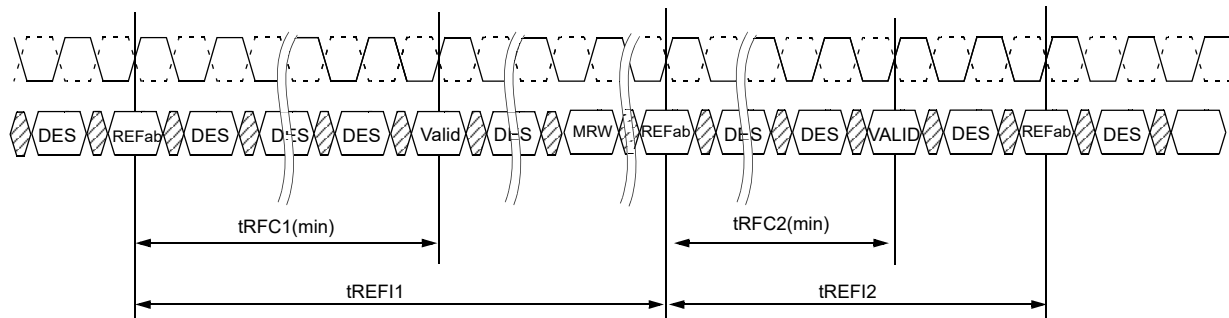 DES REFab DES DES DES Valid DES MRW REFab DES DES VALID DES REFab DES
tRFC1(min) tRFC2(min)
tREFI1 tREFI2